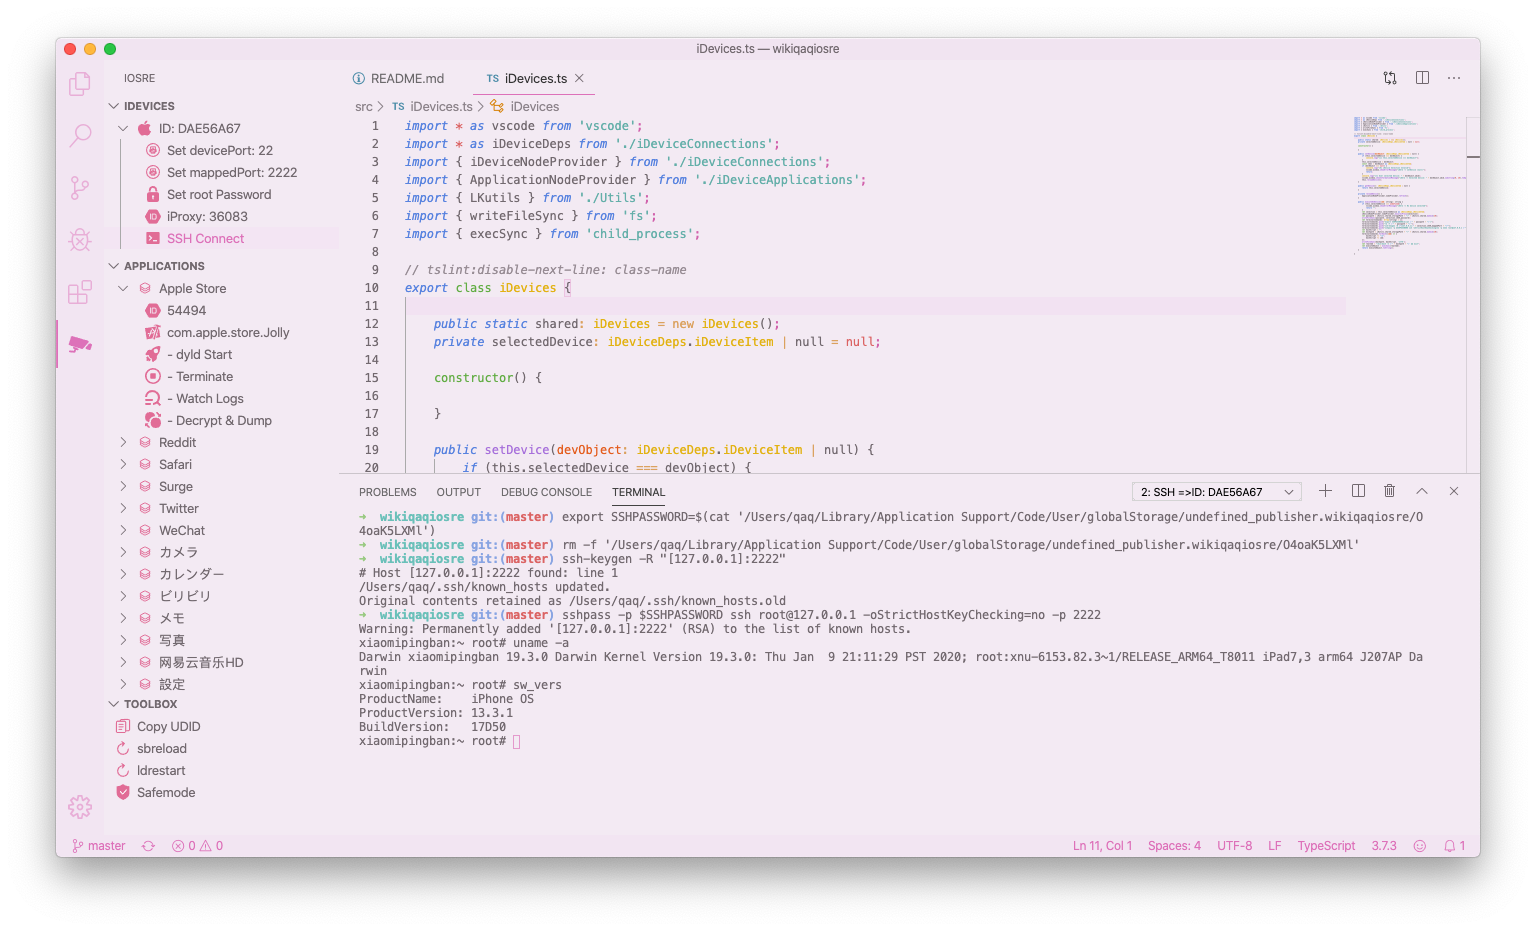 iDevices.ts — wikiqaqiosre
IOSRE
IDEVICES
ID: DAE56A67
Set devicePort: 22
Set mappedPort: 2222
Set root Password
iProxy: 36083
SSH Connect
APPLICATIONS
Apple Store
54494
com.apple.store.Jolly
- dyld Start
- Terminate
- Watch Logs
- Decrypt & Dump
Reddit
Safari
Surge
Twitter
WeChat
カメラ
カレンダー
ビリビリ
メモ
写真
网易云音乐HD
設定
TOOLBOX
Copy UDID
sbreload
ldrestart
Safemode
README.md
TS iDevices.ts
src > TS iDevices.ts > iDevices
1 import * as vscode from 'vscode';
2 import * as iDeviceDeps from './iDeviceConnections';
3 import { iDeviceNodeProvider } from './iDeviceConnections';
4 import { ApplicationNodeProvider } from './iDeviceApplications';
5 import { LKutils } from './Utils';
6 import { writeFileSync } from 'fs';
7 import { execSync } from 'child_process';
8
9 // tslint:disable-next-line: class-name
10 export class iDevices {
11
12 public static shared: iDevices = new iDevices();
13 private selectedDevice: iDeviceDeps.iDeviceItem | null = null;
14
15 constructor() {
16
17 }
18
19 public setDevice(devObject: iDeviceDeps.iDeviceItem | null) {
20 if (this.selectedDevice === devObject) {
PROBLEMS OUTPUT DEBUG CONSOLE TERMINAL
2: SSH =>ID: DAE56A67
➜ wikiqaqiosre git:(master) export SSHPASSWORD=$(cat '/Users/qaq/Library/Application Support/Code/User/globalStorage/undefined_publisher.wikiqaqiosre/O
4oaK5LXMl')
➜ wikiqaqiosre git:(master) rm -f '/Users/qaq/Library/Application Support/Code/User/globalStorage/undefined_publisher.wikiqaqiosre/O4oaK5LXMl'
➜ wikiqaqiosre git:(master) ssh-keygen -R "[127.0.0.1]:2222"
# Host [127.0.0.1]:2222 found: line 1
/Users/qaq/.ssh/known_hosts updated.
Original contents retained as /Users/qaq/.ssh/known_hosts.old
➜ wikiqaqiosre git:(master) sshpass -p $SSHPASSWORD ssh root@127.0.0.1 -oStrictHostKeyChecking=no -p 2222
Warning: Permanently added '[127.0.0.1]:2222' (RSA) to the list of known hosts.
xiaomipingban:~ root# uname -a
Darwin xiaomipingban 19.3.0 Darwin Kernel Version 19.3.0: Thu Jan  9 21:11:29 PST 2020; root:xnu-6153.82.3~1/RELEASE_ARM64_T8011 iPad7,3 arm64 J207AP Da
rwin
xiaomipingban:~ root# sw_vers
ProductName:    iPhone OS
ProductVersion: 13.3.1
BuildVersion:   17D50
xiaomipingban:~ root#
master 0 0
Ln 11, Col 1 Spaces: 4 UTF-8 LF TypeScript 3.7.3 1